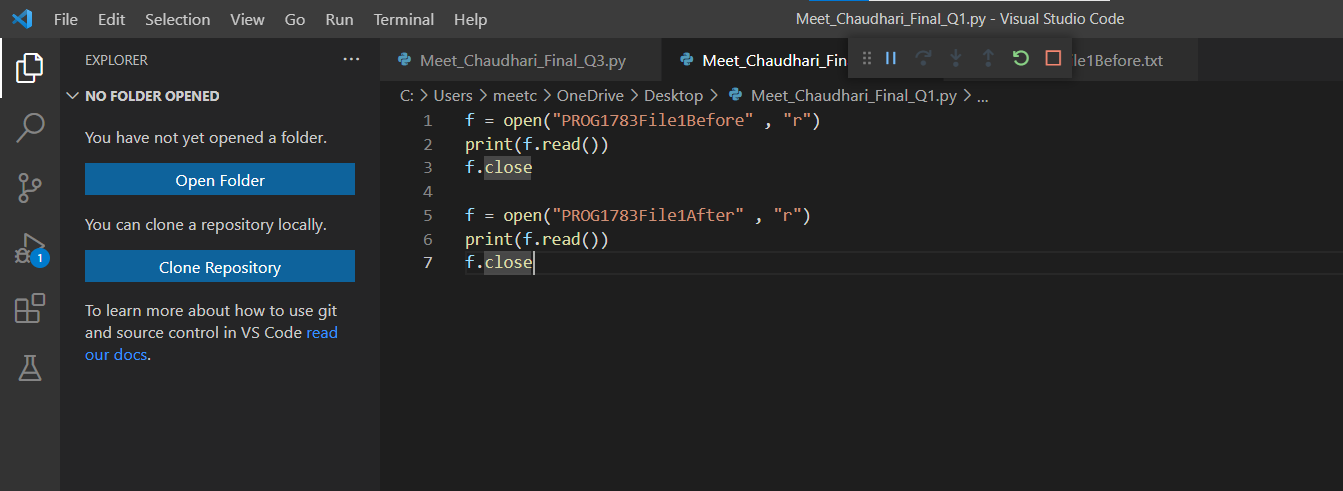 File Edit Selection View Go Run Terminal Help Meet_Chaudhari_Final_Q1.py - Visual Studio Code
EXPLORER ...
NO FOLDER OPENED
You have not yet opened a folder.
Open Folder
You can clone a repository locally.
Clone Repository
To learn more about how to use git
and source control in VS Code read
our docs.
1
Meet_Chaudhari_Final_Q3.py Meet_Chaudhari_Fin le1Before.txt
C: > Users > meetc > OneDrive > Desktop > Meet_Chaudhari_Final_Q1.py > ...
1 f = open("PROG1783File1Before" , "r")
2 print(f.read())
3 f.close
4
5 f = open("PROG1783File1After" , "r")
6 print(f.read())
7 f.close